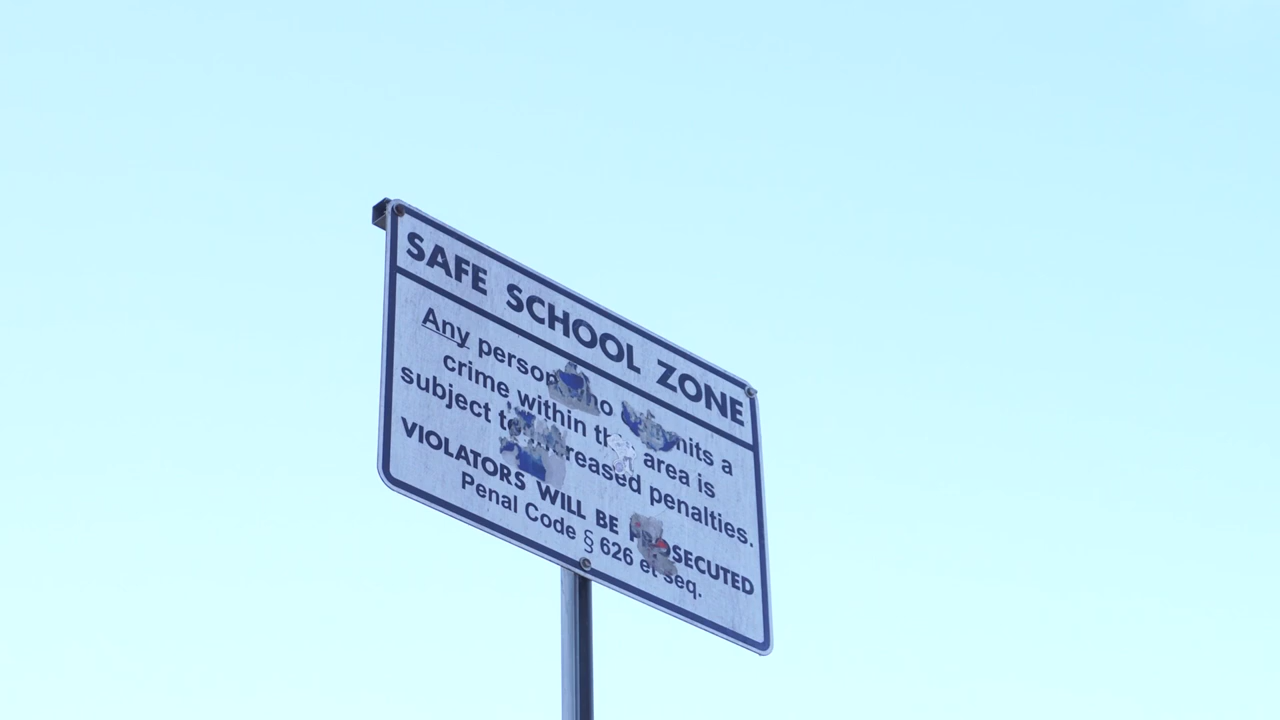 SAFE SCHOOL ZONE
Any person who commits a
crime within this area is
subject to increased penalties.
VIOLATORS WILL BE PROSECUTED
Penal Code § 626 et seq.